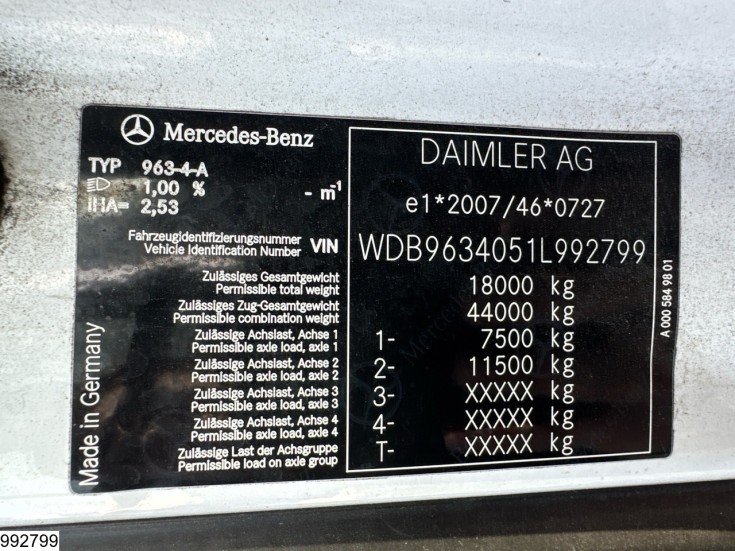 Mercedes-Benz
TYP 963-4-A
1,00 % - m⁻¹
IHA= 2,53
Fahrzeugidentifizierungsnummer
Vehicle Identification Number VIN
Zulässiges Gesamtgewicht
Permissible total weight
Zulässiges Zug-Gesamtgewicht
Permissible combination weight
Zulässige Achslast, Achse 1
Permissible axle load, axle 1
Zulässige Achslast, Achse 2
Permissible axle load, axle 2
Zulässige Achslast, Achse 3
Permissible axle load, axle 3
Zulässige Achslast, Achse 4
Permissible axle load, axle 4
Zulässige Last der Achsgruppe
Permissible load on axle group
Made in Germany
DAIMLER AG
e1*2007/46*0727
WDB9634051L992799
18000 kg
44000 kg
1- 7500 kg
2- 11500 kg
3- XXXXX kg
4- XXXXX kg
T- XXXXX kg
A 000 584 98 01
992799